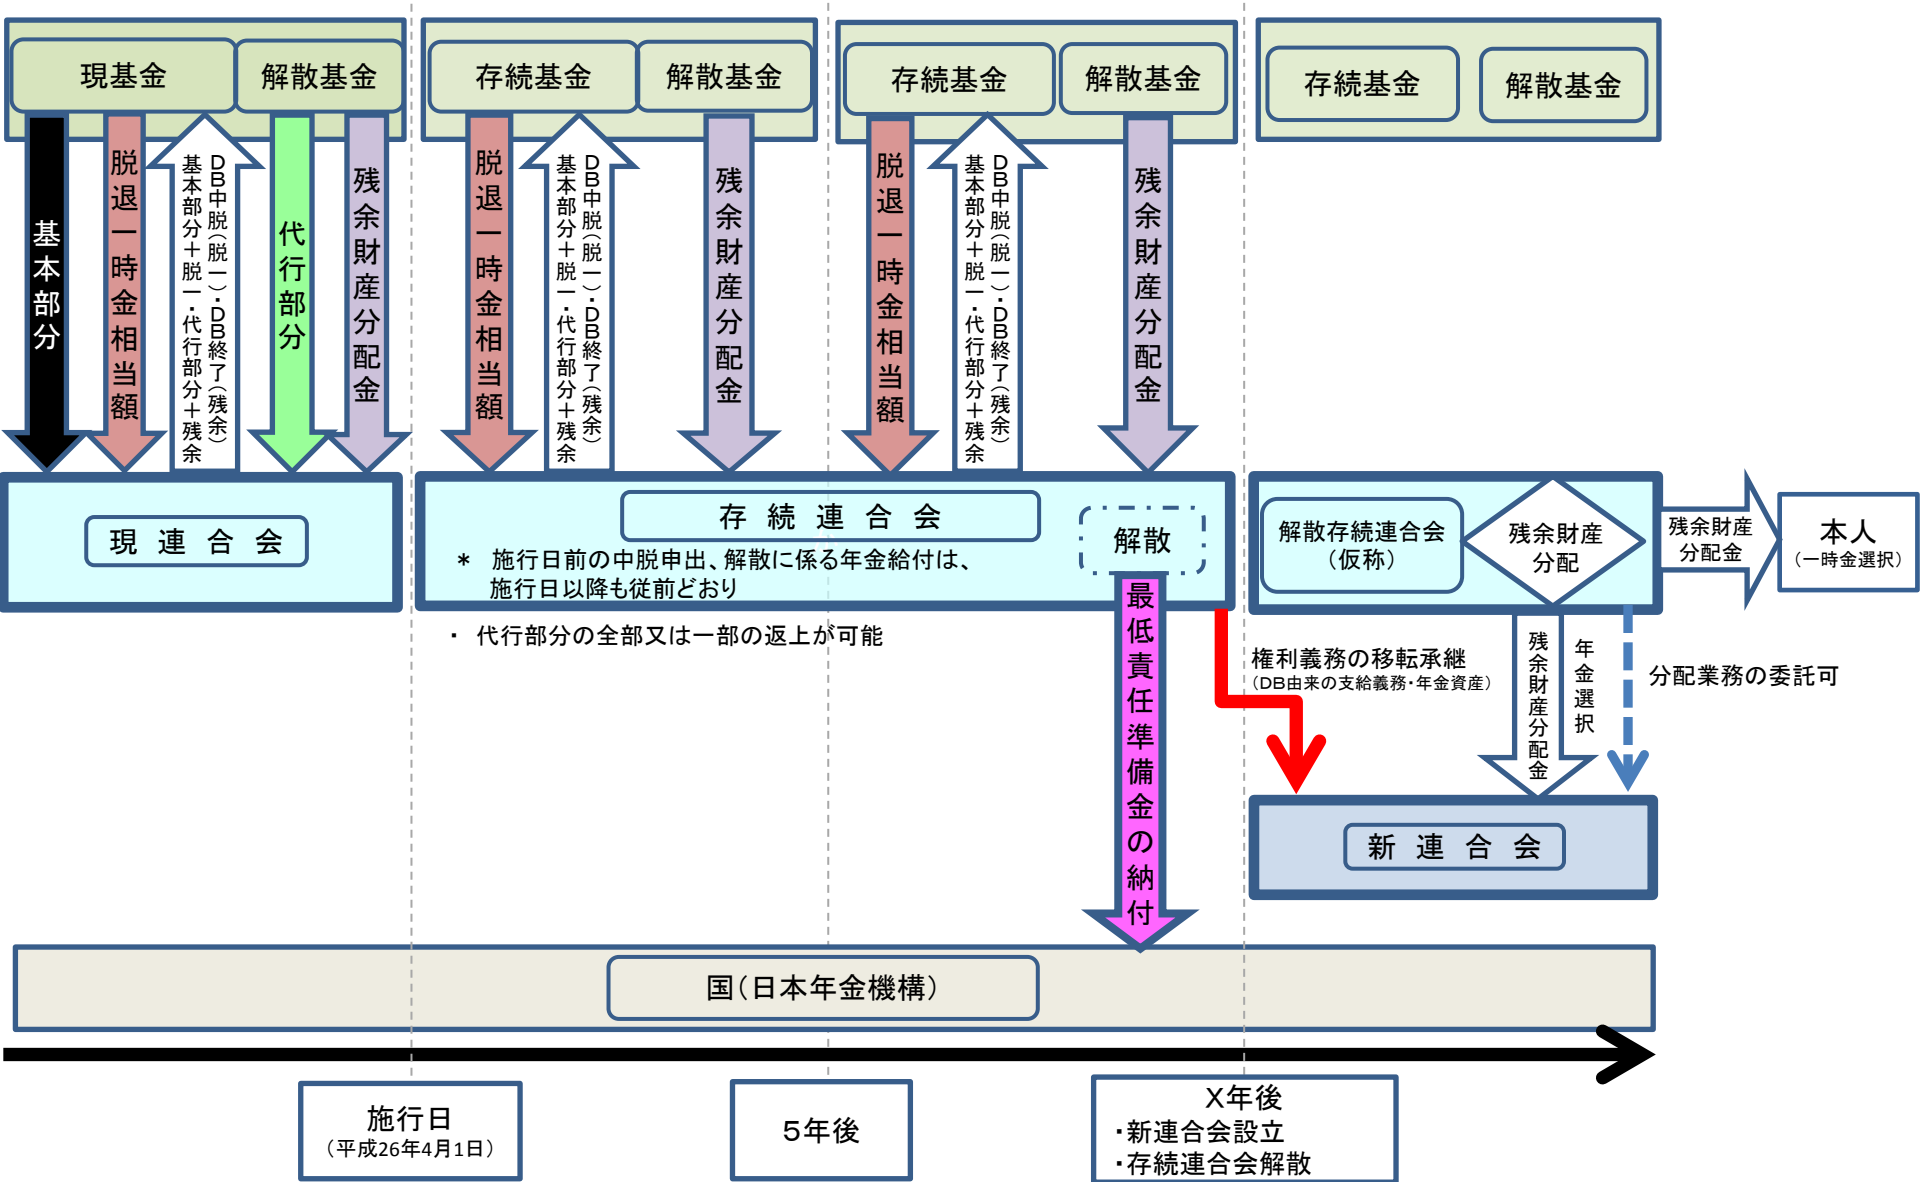 現基金
解散基金
存続基金
解散基金
存続基金
解散基金
存続基金
解散基金
基本部分
脱退一時金相当額
DB中脱（脱一）・DB終了（残余）
基本部分＋脱一・代行部分＋残余
代行部分
残余財産分配金
脱退一時金相当額
DB中脱（脱一）・DB終了（残余）
基本部分＋脱一・代行部分＋残余
残余財産分配金
脱退一時金相当額
DB中脱（脱一）・DB終了（残余）
基本部分＋脱一・代行部分＋残余
残余財産分配金
現 連 合 会
存 続 連 合 会
＊ 施行日前の中脱申出、解散に係る年金給付は、
施行日以降も従前どおり
解散
・ 代行部分の全部又は一部の返上が可能
最低責任準備金の納付
解散存続連合会
（仮称）
残余財産
分配
残余財産
分配金
本人
（一時金選択）
権利義務の移転承継
（DB由来の支給義務・年金資産）
残余財産分配金
年金選択
分配業務の委託可
新 連 合 会
国（日本年金機構）
施行日
（平成26年4月1日）
5年後
X年後
・新連合会設立
・存続連合会解散